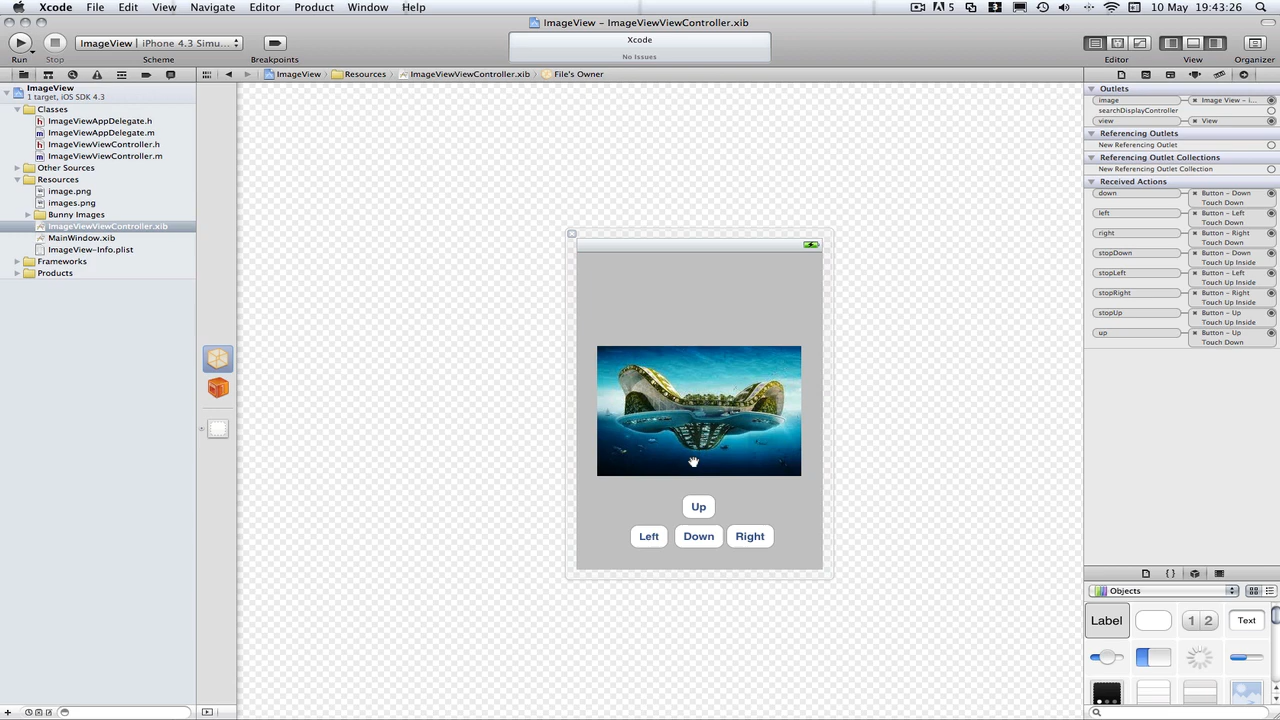 Xcode File Edit View Navigate Editor Product Window Help
5 3 10 May 19:43:26
ImageView – ImageViewViewController.xib
ImageView | iPhone 4.3 Simu...
Xcode
No Issues
Run Stop Scheme Breakpoints Editor View Organizer
ImageView Resources ImageViewViewController.xib File's Owner
ImageView
1 target, iOS SDK 4.3
Classes
ImageViewAppDelegate.h
ImageViewAppDelegate.m
ImageViewViewController.h
ImageViewViewController.m
Other Sources
Resources
image.png
images.png
Bunny Images
ImageViewViewController.xib
MainWindow.xib
ImageView-Info.plist
Frameworks
Products
Up
Left Down Right
Outlets
image Image View – i...
searchDisplayController
view View
Referencing Outlets
New Referencing Outlet
Referencing Outlet Collections
New Referencing Outlet Collection
Received Actions
down Button – Down
Touch Down
left Button – Left
Touch Down
right Button – Right
Touch Down
stopDown Button – Down
Touch Up Inside
stopLeft Button – Left
Touch Up Inside
stopRight Button – Right
Touch Up Inside
stopUp Button – Up
Touch Up Inside
up Button – Up
Touch Down
{ }
Objects
Label 1 2 Text